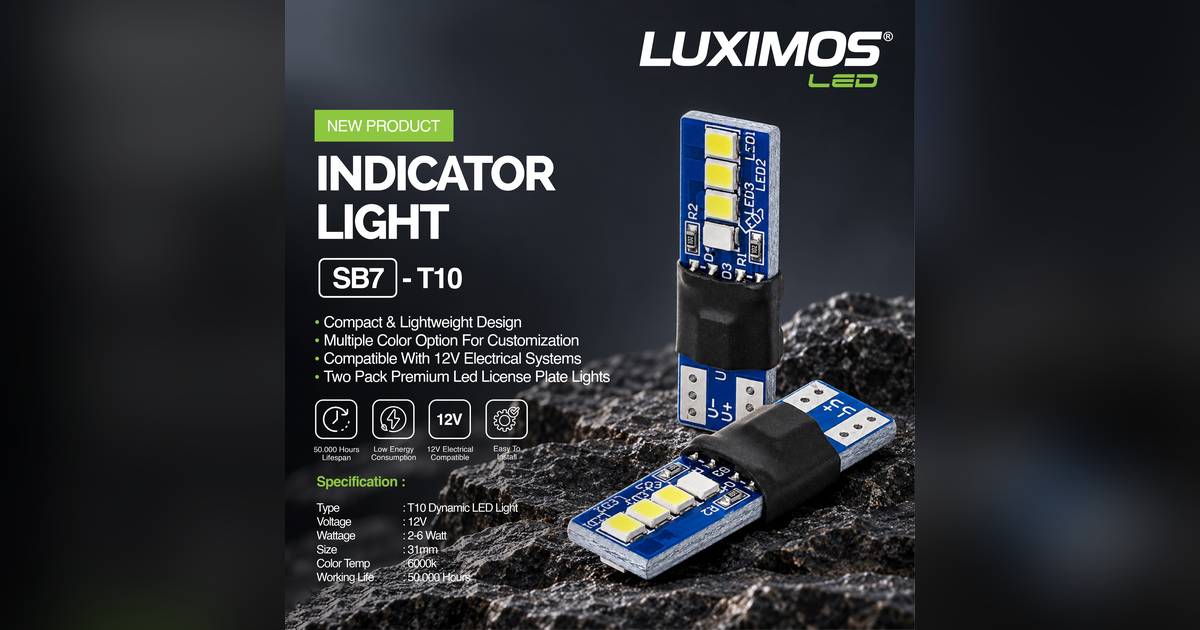 LUXIMOS®
LED
NEW PRODUCT
INDICATOR
LIGHT
SB7 - T10
• Compact & Lightweight Design
• Multiple Color Option For Customization
• Compatible With 12V Electrical Systems
• Two Pack Premium Led License Plate Lights
12V
50.000 Hours
Lifespan
Low Energy
Consumption
12V Electrical
Compatible
Easy To
Install
Specification :
Type : T10 Dynamic LED Light
Voltage : 12V
Wattage : 2-6 Watt
Size : 31mm
Color Temp : 6000k
Working Life : 50.000 Hours
LED1
LED2
LED3
R2
R1
D3
V-
V+
V+
V-
R2